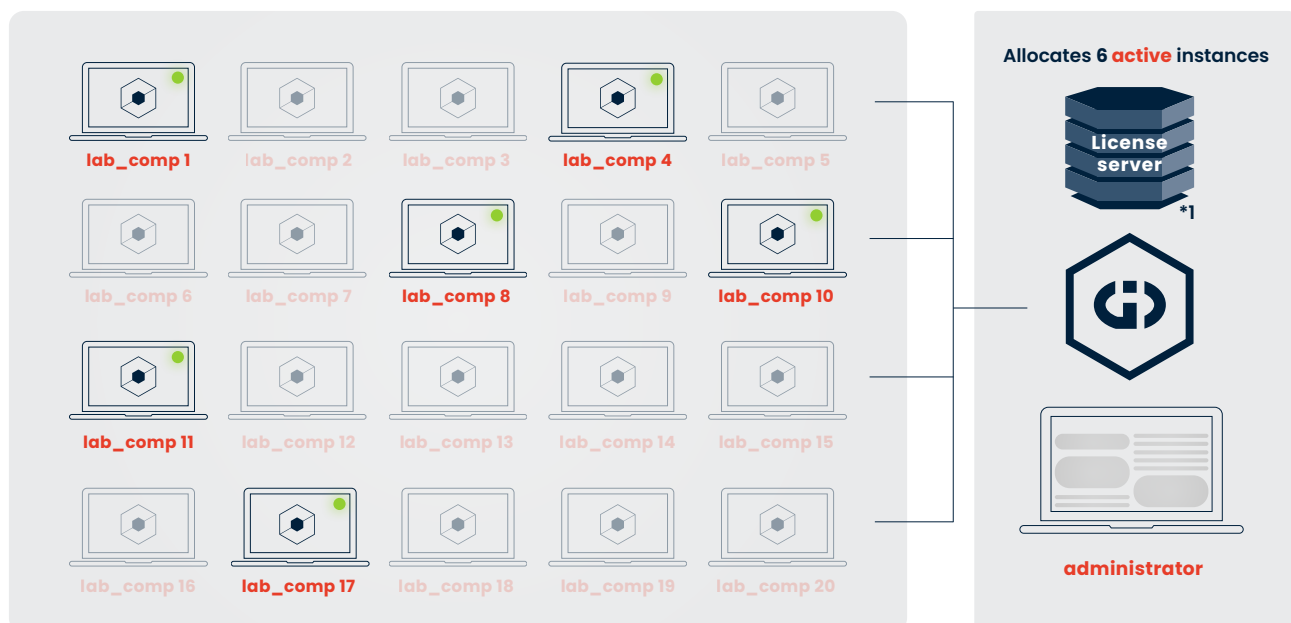 Allocates 6 active instances
License
server
*1
lab_comp 1
lab_comp 2
lab_comp 3
lab_comp 4
lab_comp 5
lab_comp 6
lab_comp 7
lab_comp 8
lab_comp 9
lab_comp 10
lab_comp 11
lab_comp 12
lab_comp 13
lab_comp 14
lab_comp 15
lab_comp 16
lab_comp 17
lab_comp 18
lab_comp 19
lab_comp 20
administrator